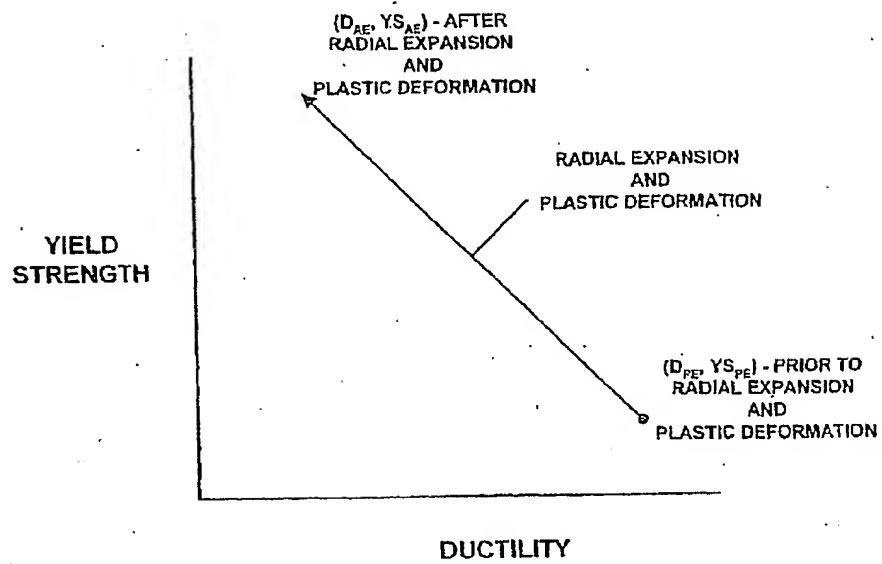 (D_AE, YS_AE) - AFTER
RADIAL EXPANSION
AND
PLASTIC DEFORMATION
RADIAL EXPANSION
AND
PLASTIC DEFORMATION
YIELD
STRENGTH
(D_PE, YS_PE) - PRIOR TO
RADIAL EXPANSION
AND
PLASTIC DEFORMATION
DUCTILITY